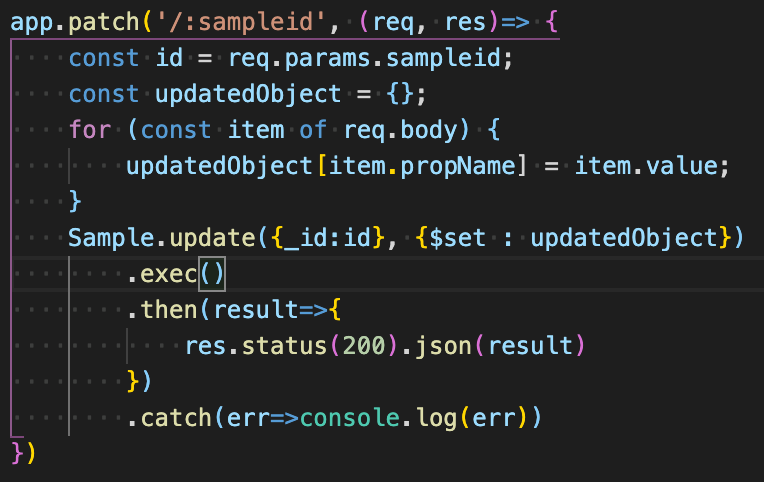 app.patch('/:sampleid', (req, res)=> {
    const id = req.params.sampleid;
    const updatedObject = {};
    for (const item of req.body) {
        updatedObject[item.propName] = item.value;
    }
    Sample.update({_id:id}, {$set : updatedObject})
        .exec()
        .then(result=>{
            res.status(200).json(result)
        })
        .catch(err=>console.log(err))
})